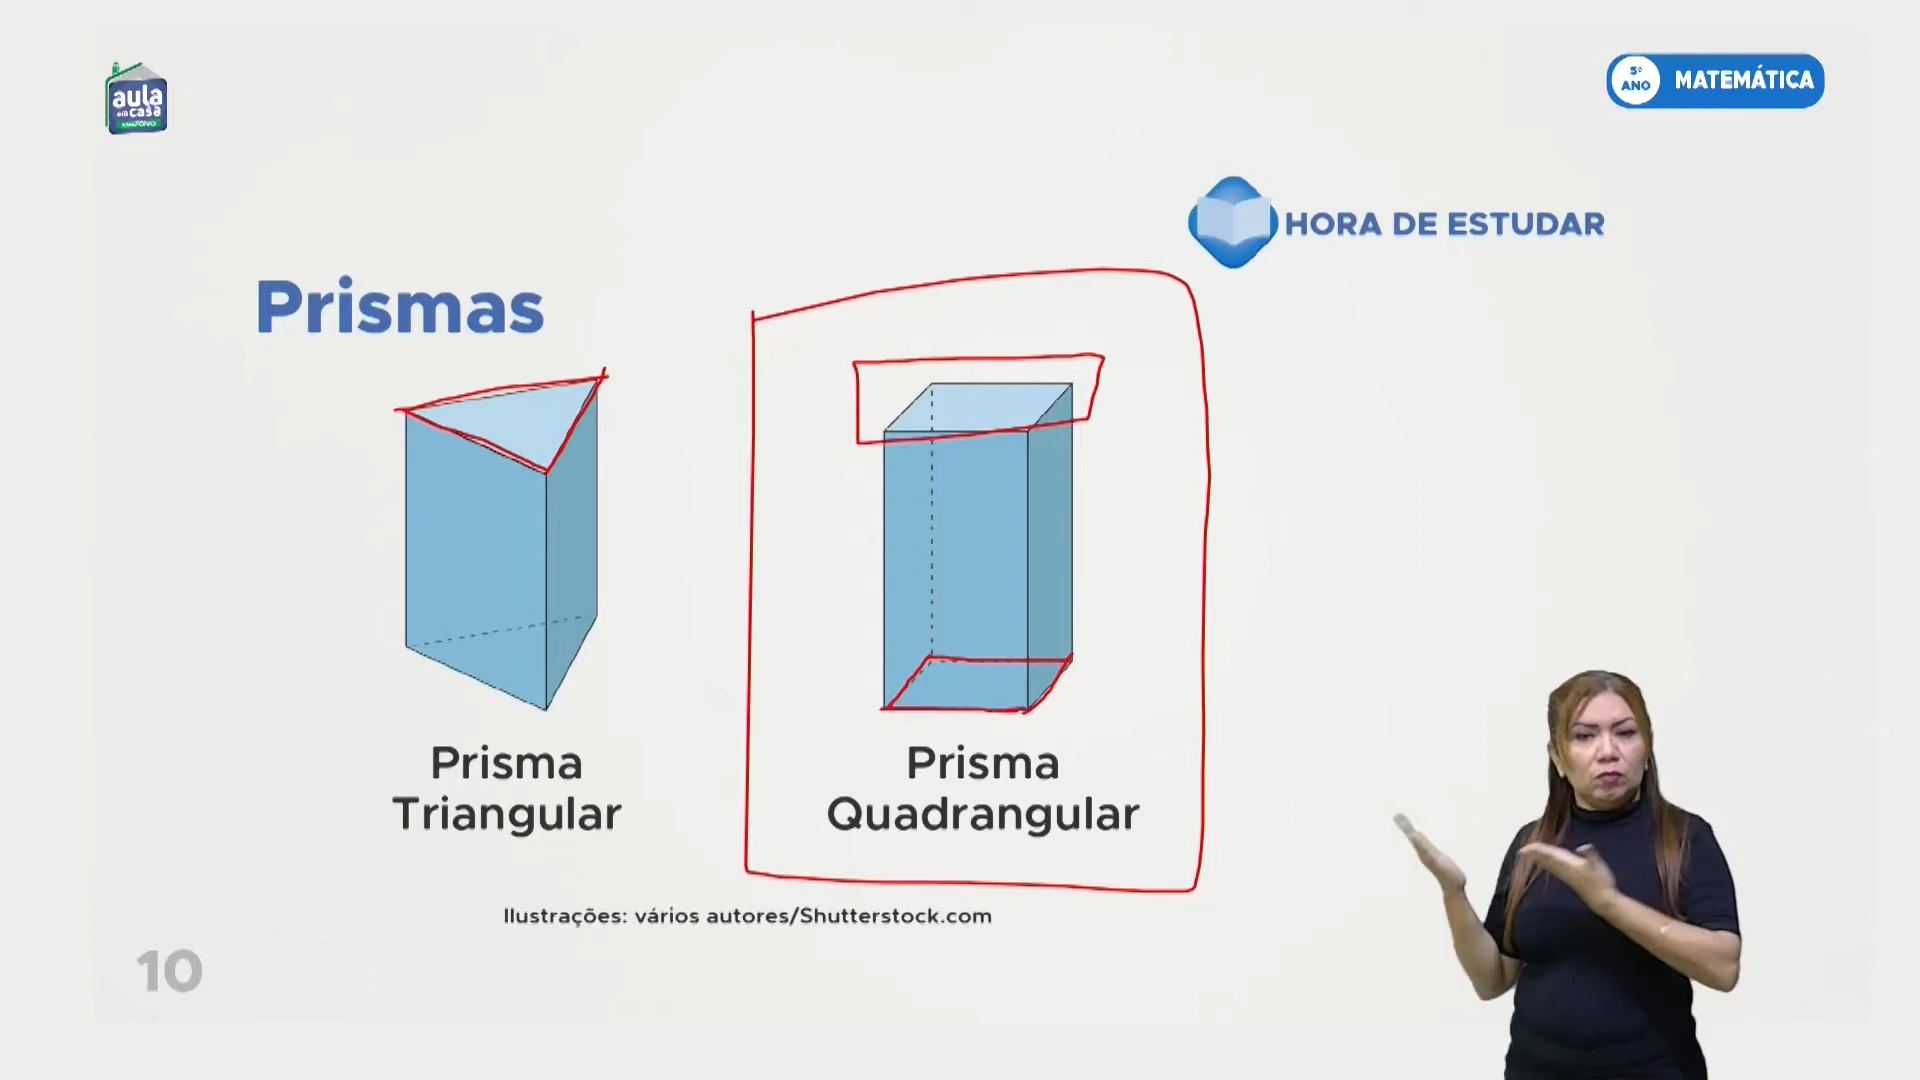 aula
em casa
AMAZONAS
5º
ANO
MATEMÁTICA
HORA DE ESTUDAR
Prismas
Prisma
Triangular
Prisma
Quadrangular
Ilustrações: vários autores/Shutterstock.com
10